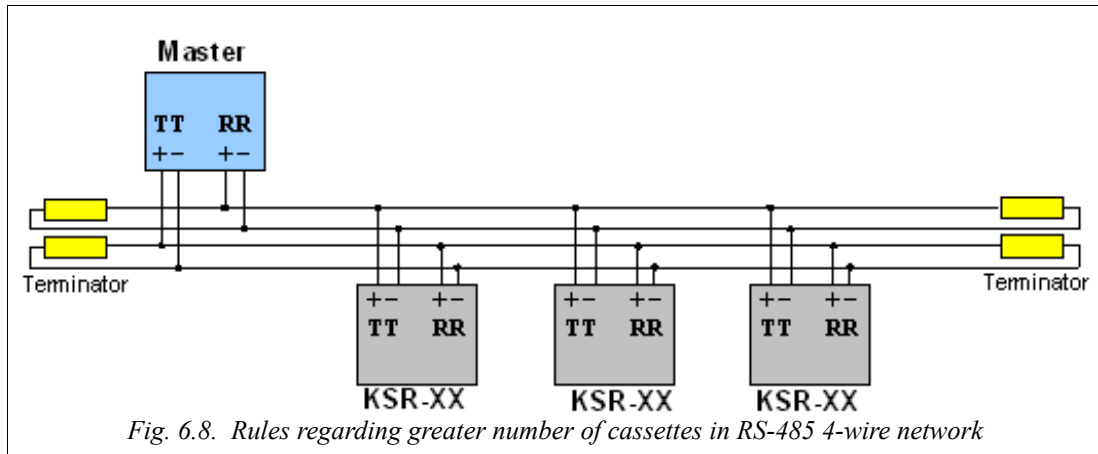 Master
TT RR
+- +-
Terminator
Terminator
+- +- +- +- +- +-
TT RR TT RR TT RR
KSR-XX KSR-XX KSR-XX
Fig. 6.8. Rules regarding greater number of cassettes in RS-485 4-wire network